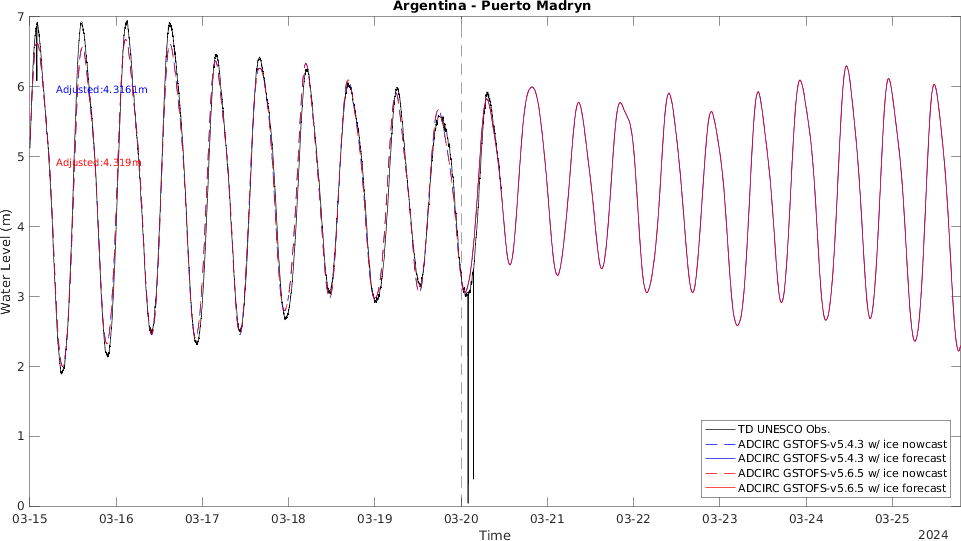 Argentina - Puerto Madryn
7
6
5
4
3
2
1
0
Water Level (m)
Adjusted:4.3161m
Adjusted:4.319m
TD UNESCO Obs.
ADCIRC GSTOFS-v5.4.3 w/ ice nowcast
ADCIRC GSTOFS-v5.4.3 w/ ice forecast
ADCIRC GSTOFS-v5.6.5 w/ ice nowcast
ADCIRC GSTOFS-v5.6.5 w/ ice forecast
03-15 03-16 03-17 03-18 03-19 03-20 03-21 03-22 03-23 03-24 03-25
Time
2024